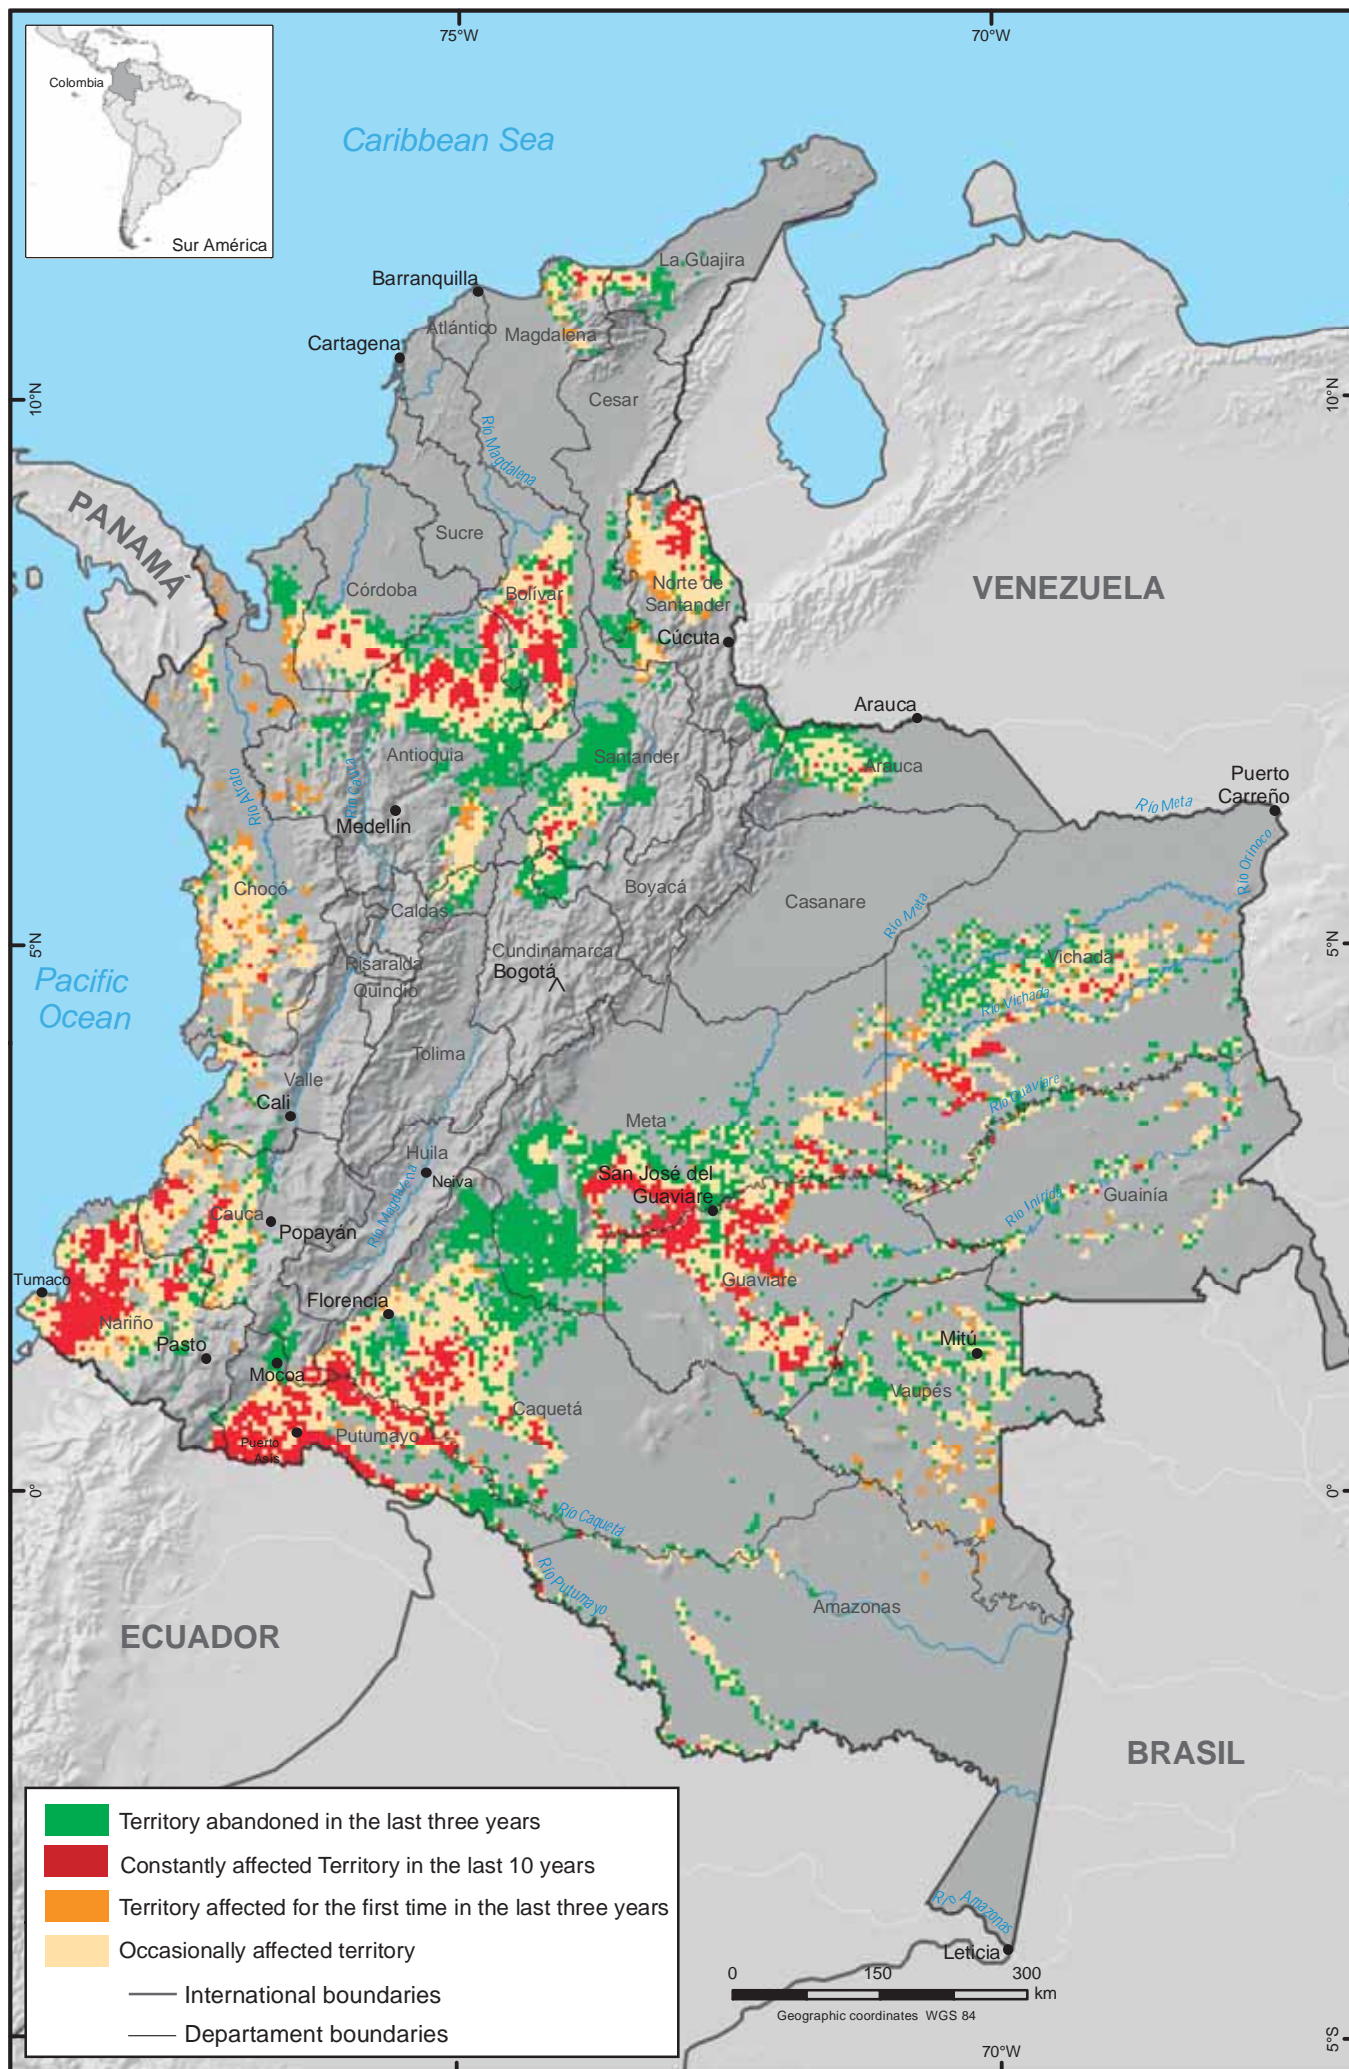 75°W
70°W
Colombia
Sur América
Caribbean Sea
La Guajira
Barranquilla
Atlántico
Magdalena
Cartagena
10°N
10°N
Cesar
Río Magdalena
PANAMÁ
Sucre
Córdoba
Bolívar
Norte de
Santander
VENEZUELA
Cúcuta
Arauca
Antioquia
Santander
Arauca
Río Atrato
Río Cauca
Puerto
Carreño
Río Meta
Medellín
Río Orinoco
Chocó
Boyacá
Caldas
Casanare
Río Meta
5°N
5°N
Cundinamarca
Vichada
Risaralda
Bogotá
Pacific
Ocean
Quindio
Río Vichada
Tolima
Valle
Cali
Río Guaviare
Meta
Huila
Neiva
San José del
Guaviare
Río Magdalena
Guainía
Río Inírida
Cauca
Popayán
Tumaco
Guaviare
Florencia
Nariño
Mitú
Pasto
Mocoa
Vaupés
Caquetá
Putumayo
Puerto
Asis
0°
0°
Río Caquetá
Río Putumayo
Amazonas
ECUADOR
BRASIL
Territory abandoned in the last three years
Constantly affected Territory in the last 10 years
Territory affected for the first time in the last three years
Occasionally affected territory
International boundaries
Departament boundaries
Río Amazonas
Leticia
0 150 300
km
Geographic coordinates WGS 84
5°S
70°W